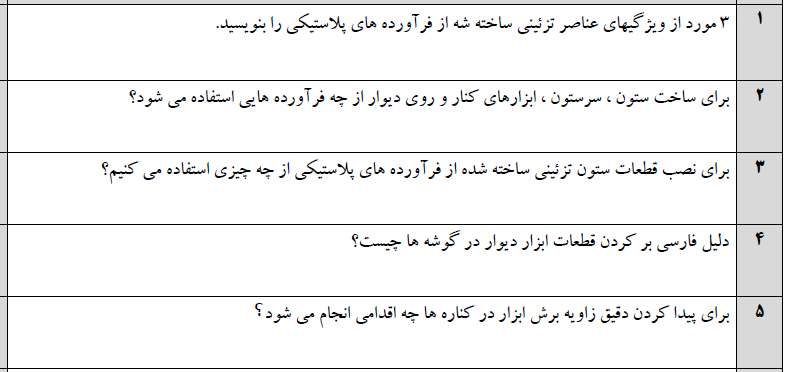 ۱ ۳ مورد از ویژگیهای عناصر تزئینی ساخته شه از فرآورده های پلاستیکی را بنویسید.
۲ برای ساخت ستون ، سرستون ، ابزارهای کنار و روی دیوار از چه فرآورده هایی استفاده می شود؟
۳ برای نصب قطعات ستون تزئینی ساخته شده از فرآورده های پلاستیکی از چه چیزی استفاده می کنیم؟
۴ دلیل فارسی بر کردن قطعات ابزار دیوار در گوشه ها چیست؟
۵ برای پیدا کردن دقیق زاویه برش ابزار در کناره ها چه اقدامی انجام می شود؟